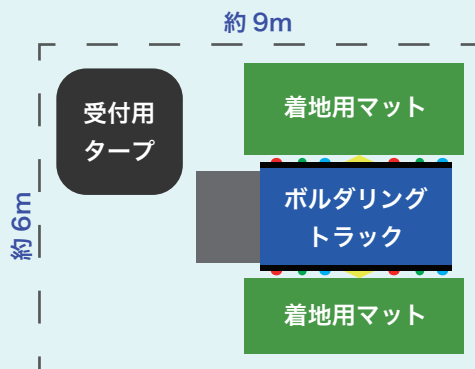 約 9m
受付用
タープ
着地用マット
約 6m
ボルダリング
トラック
着地用マット